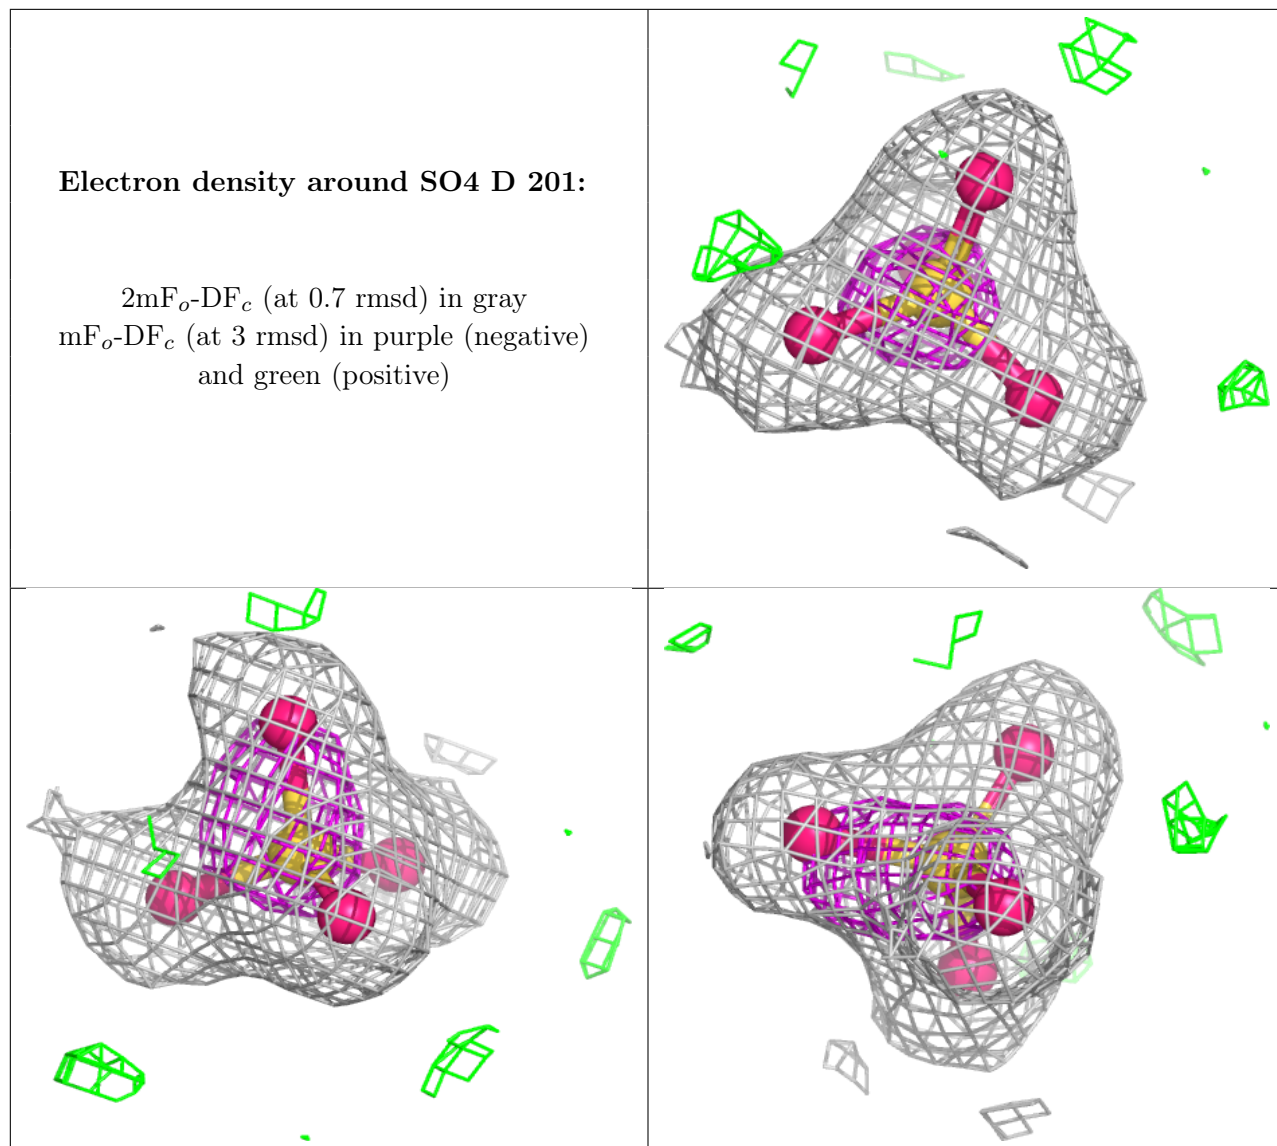 Electron density around SO4 D 201:
2mFo-DFc (at 0.7 rmsd) in gray
mFo-DFc (at 3 rmsd) in purple (negative)
and green (positive)